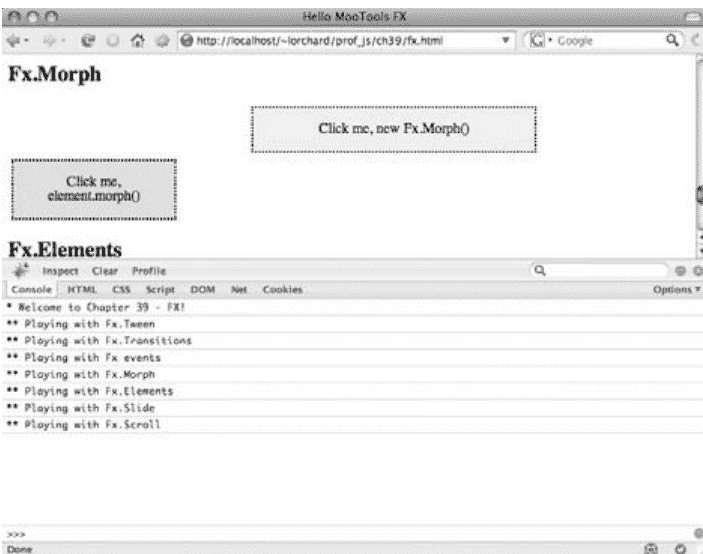 Hello MooTools FX
http://localhost/~lorchard/prof_js/ch39/fx.html
G Google
Fx.Morph
Click me, new Fx.Morph()
Click me,
element.morph()
Fx.Elements
Inspect Clear Profile
Console HTML CSS Script DOM Net Cookies Options
* Welcome to Chapter 39 - FX!
** Playing with Fx.Tween
** Playing with Fx.Transitions
** Playing with Fx events
** Playing with Fx.Morph
** Playing with Fx.Elements
** Playing with Fx.Slide
** Playing with Fx.Scroll
>>>
Done